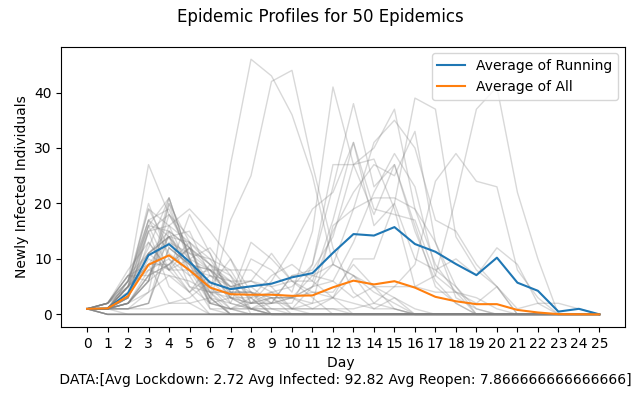 Epidemic Profiles for 50 Epidemics
Average of Running
Average of All
Newly Infected Individuals
40
30
20
10
0
0 1 2 3 4 5 6 7 8 9 10 11 12 13 14 15 16 17 18 19 20 21 22 23 24 25
Day
DATA:[Avg Lockdown: 2.72 Avg Infected: 92.82 Avg Reopen: 7.866666666666666]